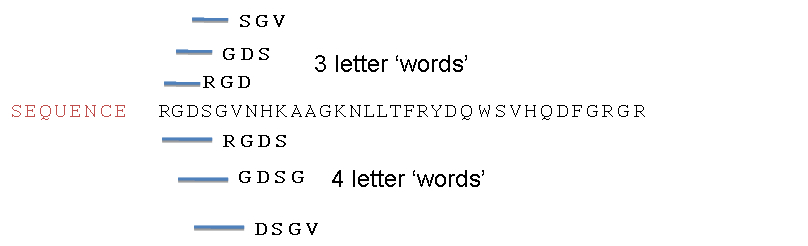 SGV
GDS
3 letter ‘words’
RGD
SEQUENCE RGDSGVNHKAAGKNLLTFRYDQWSVHQDFGRGR
RGDS
GDSG 4 letter ‘words’
DSGV